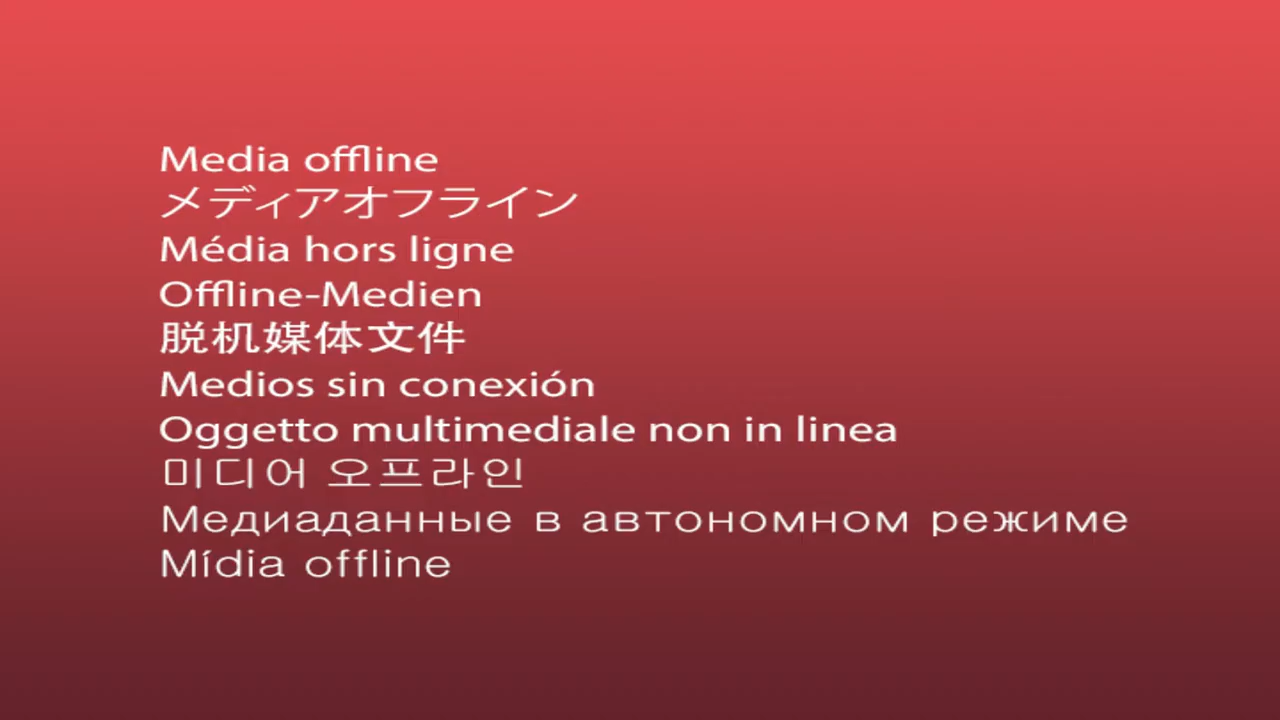 Media offline
メディアオフライン
Média hors ligne
Offline-Medien
脱机媒体文件
Medios sin conexión
Oggetto multimediale non in linea
미디어 오프라인
Медиаданные в автономном режиме
Mídia offline